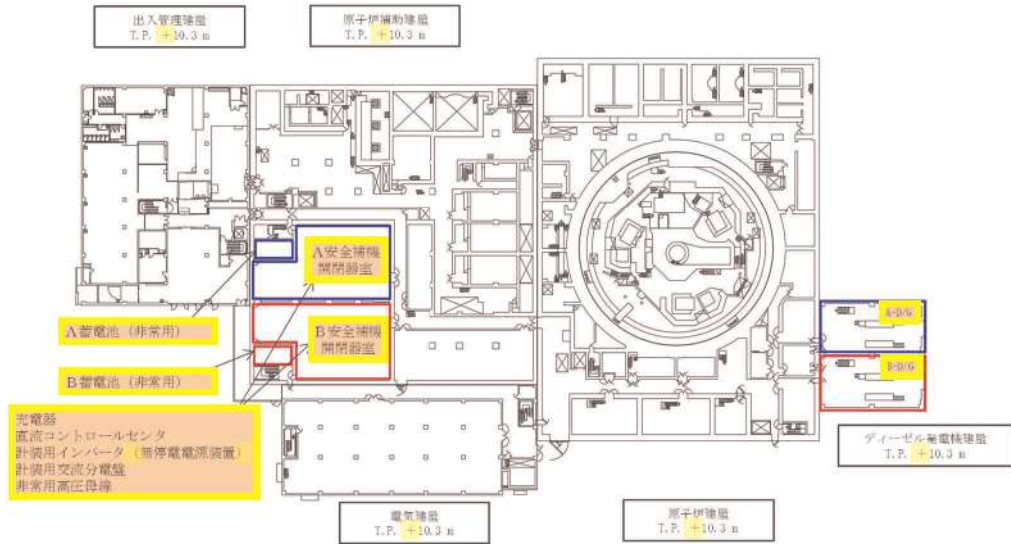 出入管理建屋
T.P. +10.3 m
原子炉補助建屋
T.P. +10.3 m
A安全補機
開閉器室
A蓄電池（非常用）
B安全補機
開閉器室
B蓄電池（非常用）
A-D/G
B-D/G
充電器
直流コントロールセンタ
計装用インバータ（無停電電源装置）
計装用交流分電盤
非常用高圧母線
ディーゼル発電機建屋
T.P. +10.3 m
電気建屋
T.P. +10.3 m
原子炉建屋
T.P. +10.3 m